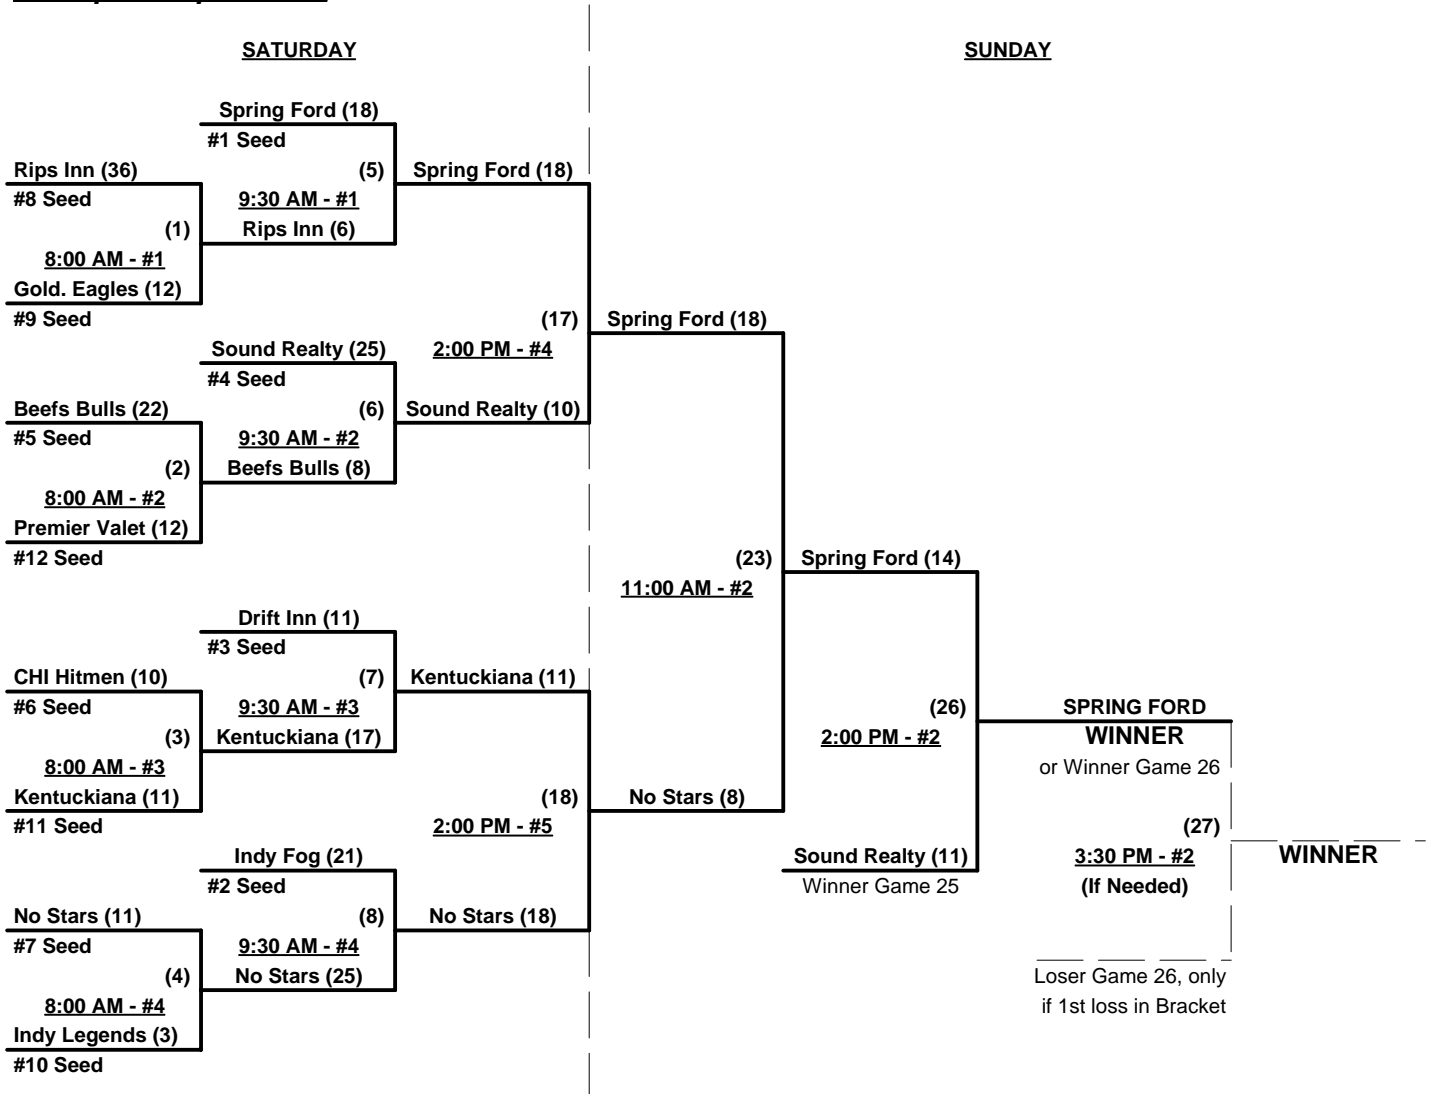 SATURDAY
SUNDAY
Spring Ford (18)
#1 Seed
Rips Inn (36)
(5)
Spring Ford (18)
#8 Seed
9:30 AM - #1
(1)
Rips Inn (6)
8:00 AM - #1
Gold. Eagles (12)
#9 Seed
(17)
Spring Ford (18)
Sound Realty (25)
2:00 PM - #4
#4 Seed
Beefs Bulls (22)
(6)
Sound Realty (10)
#5 Seed
9:30 AM - #2
(2)
Beefs Bulls (8)
8:00 AM - #2
Premier Valet (12)
#12 Seed
(23)
Spring Ford (14)
11:00 AM - #2
Drift Inn (11)
#3 Seed
CHI Hitmen (10)
(7)
Kentuckiana (11)
#6 Seed
9:30 AM - #3
(26)
SPRING FORD
(3)
Kentuckiana (17)
2:00 PM - #2
WINNER
8:00 AM - #3
or Winner Game 26
Kentuckiana (11)
(18)
No Stars (8)
#11 Seed
2:00 PM - #5
(27)
Indy Fog (21)
Sound Realty (11)
3:30 PM - #2
WINNER
#2 Seed
Winner Game 25
(If Needed)
No Stars (11)
(8)
No Stars (18)
#7 Seed
9:30 AM - #4
(4)
No Stars (25)
Loser Game 26, only
8:00 AM - #4
if 1st loss in Bracket
Indy Legends (3)
#10 Seed